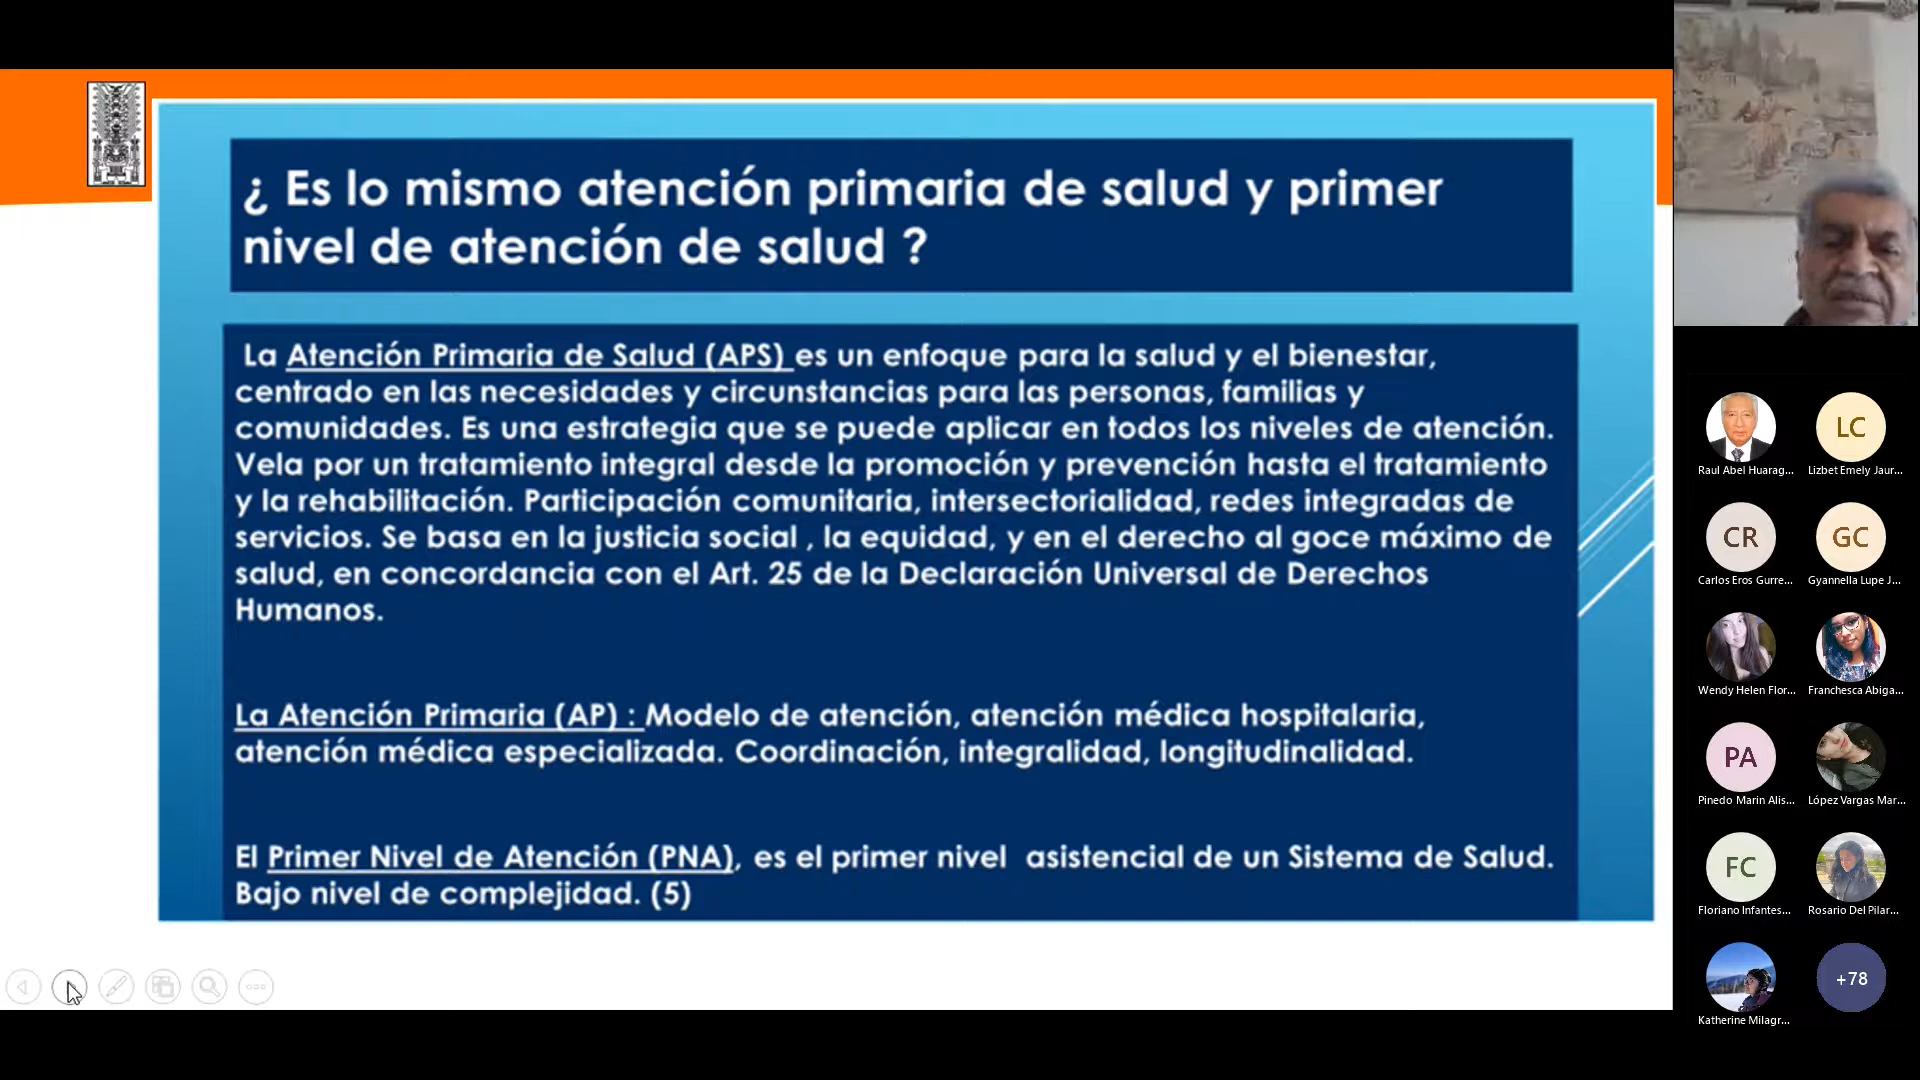 ¿ Es lo mismo atención primaria de salud y primer
nivel de atención de salud ?
La Atención Primaria de Salud (APS) es un enfoque para la salud y el bienestar,
centrado en las necesidades y circunstancias para las personas, familias y
comunidades. Es una estrategia que se puede aplicar en todos los niveles de atención.
Vela por un tratamiento integral desde la promoción y prevención hasta el tratamiento
y la rehabilitación. Participación comunitaria, intersectorialidad, redes integradas de
servicios. Se basa en la justicia social , la equidad, y en el derecho al goce máximo de
salud, en concordancia con el Art. 25 de la Declaración Universal de Derechos
Humanos.
La Atención Primaria (AP) : Modelo de atención, atención médica hospitalaria,
atención médica especializada. Coordinación, integralidad, longitudinalidad.
El Primer Nivel de Atención (PNA), es el primer nivel asistencial de un Sistema de Salud.
Bajo nivel de complejidad. (5)
Raul Abel Huarag...
LC
Lizbet Emely Jaur...
CR
Carlos Eros Gurre...
GC
Gyannella Lupe J...
Wendy Helen Flor...
Franchesca Abiga...
PA
Pinedo Marin Alis...
López Vargas Mar...
FC
Floriano Infantes...
Rosario Del Pilar...
Katherine Milagr...
+78